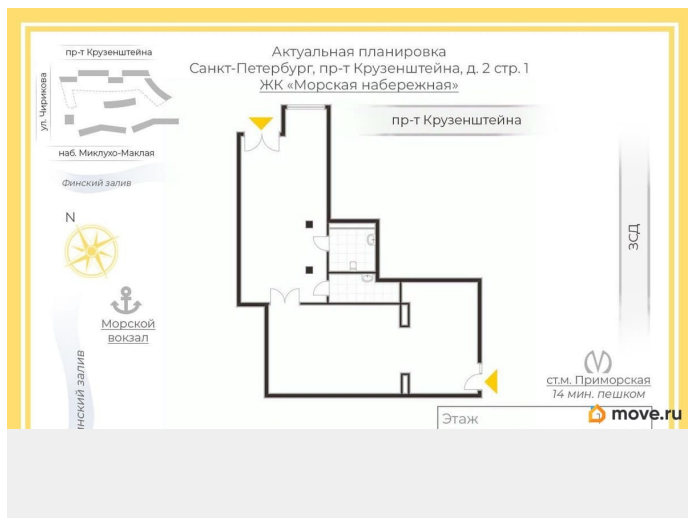 Актуальная планировка
Санкт-Петербург, пр-т Крузенштейна, д. 2 стр. 1
ЖК «Морская набережная»
пр-т Крузенштейна
ул. Чирикова
наб. Миклухо-Маклая
Финский залив
N
Морской
вокзал
залив
пр-т Крузенштейна
ЗСД
ст.м. Приморская
14 мин. пешком
Этаж
move.ru